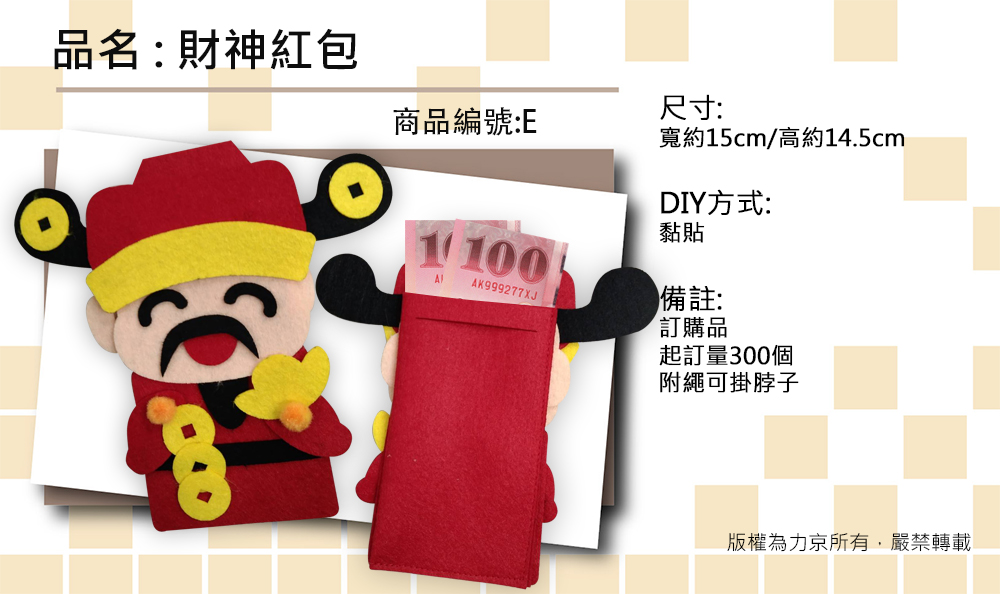 品名 : 財神紅包
商品編號:E
尺寸:
寬約15cm/高約14.5cm
DIY方式:
黏貼
備註:
訂購品
起訂量300個
附繩可掛脖子
100
AK999277XJ
版權為力京所有，嚴禁轉載